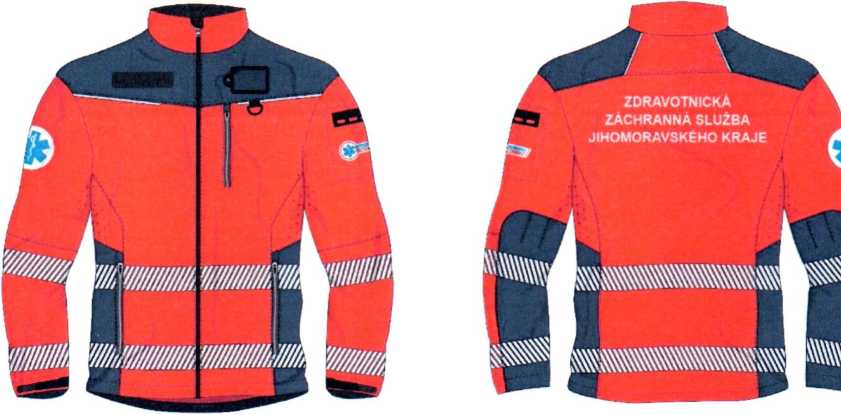 ZDRAVOTNICKÁ
ZÁCHRANNÁ SLUŽBA
JIHOMORAVSKÉHO KRAJE